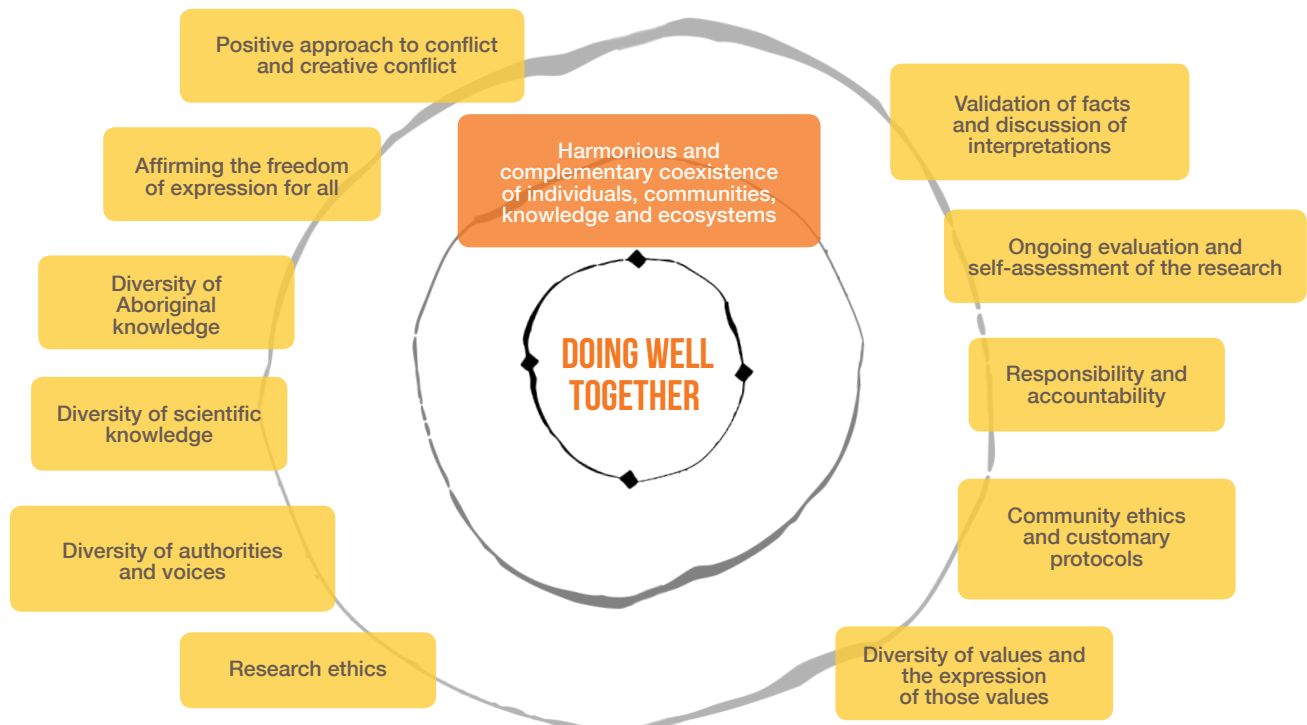 Positive approach to conflict
and creative conflict
Affirming the freedom
of expression for all
Diversity of
Aboriginal
knowledge
Diversity of scientific
knowledge
Diversity of authorities
and voices
Research ethics
Harmonious and
complementary coexistence
of individuals, communities,
knowledge and ecosystems
DOING WELL
TOGETHER
Validation of facts
and discussion of
interpretations
Ongoing evaluation and
self-assessment of the research
Responsibility and
accountability
Community ethics
and customary
protocols
Diversity of values and
the expression
of those values